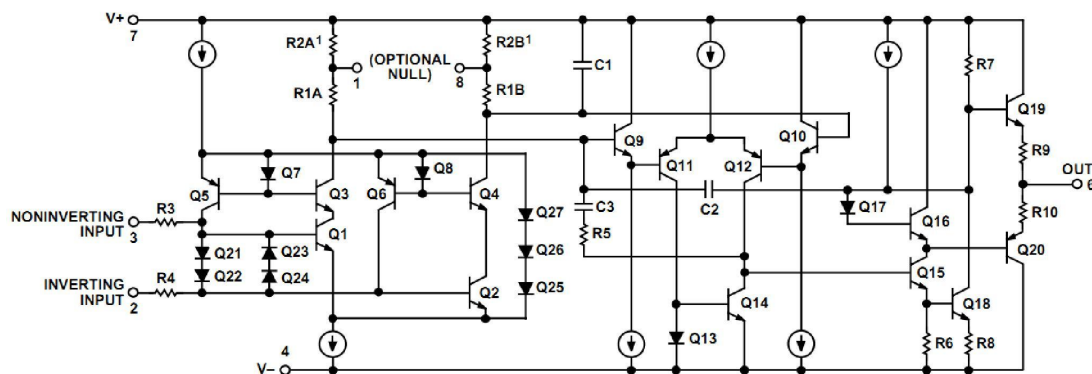 V+
7
R2A1
R2B1
(OPTIONAL
NULL)
1
8
R1A
R1B
C1
R7
Q19
Q9
Q10
Q11
Q12
R9
Q7
Q8
Q5
Q3
Q6
Q4
C3
C2
Q17
Q16
OUT
6
R10
NONINVERTING
INPUT
3
R3
Q1
Q27
R5
Q21
Q23
Q26
Q15
Q20
Q22
Q24
INVERTING
INPUT
2
R4
Q2
Q25
Q14
Q18
Q13
R6
R8
4
V–